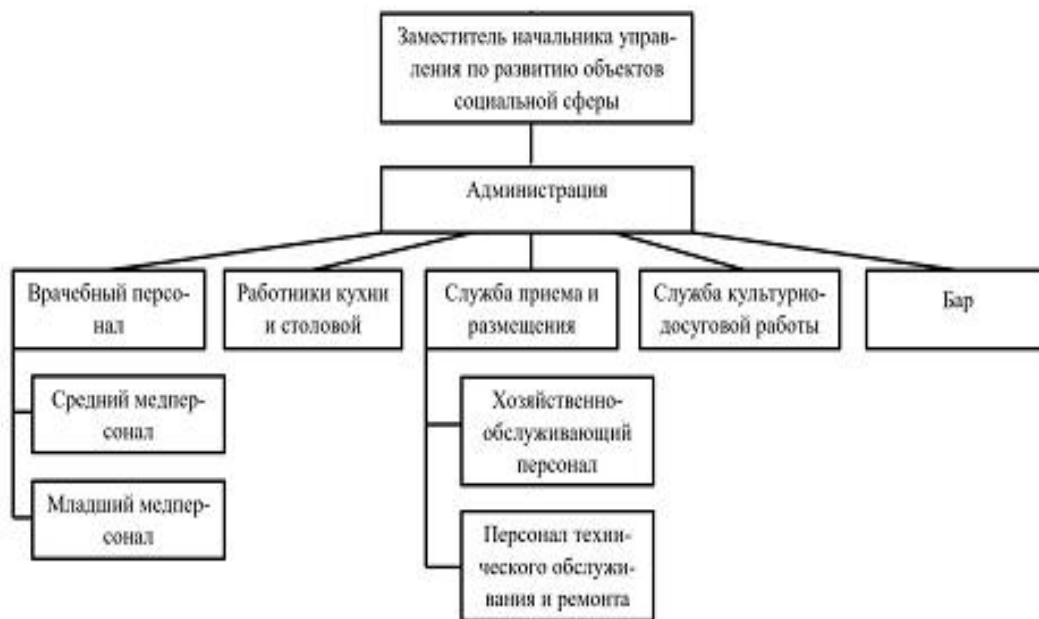 Заместитель начальника управ-
ления по развитию объектов
социальной сферы
Администрация
Врачебный персо-
нал
Работники кухни
и столовой
Служба приема и
размещения
Служба культурно-
досуговой работы
Бар
Средний медпер-
сонал
Младший медпер-
сонал
Хозяйственно-
обслуживающий
персонал
Персонал техни-
ческого обслужи-
вания и ремонта